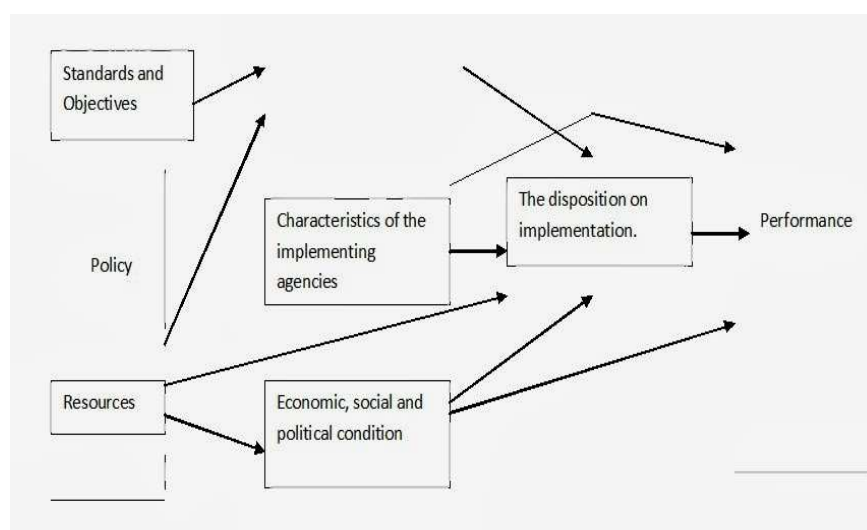 Standards and
Objectives
Policy
Resources
Characteristics of the
implementing
agencies
Economic, social and
political condition
The disposition on
implementation.
Performance